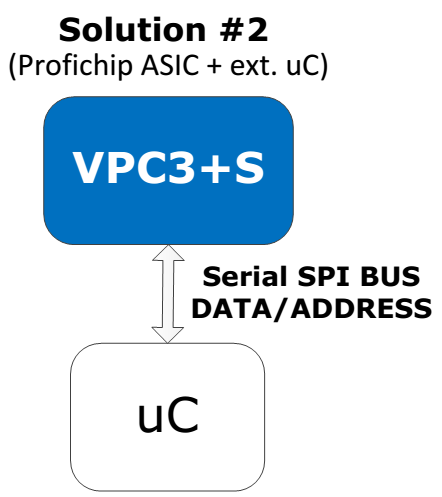 Solution #2
(Profichip ASIC + ext. uC)
VPC3+S
Serial SPI BUS
DATA/ADDRESS
uC